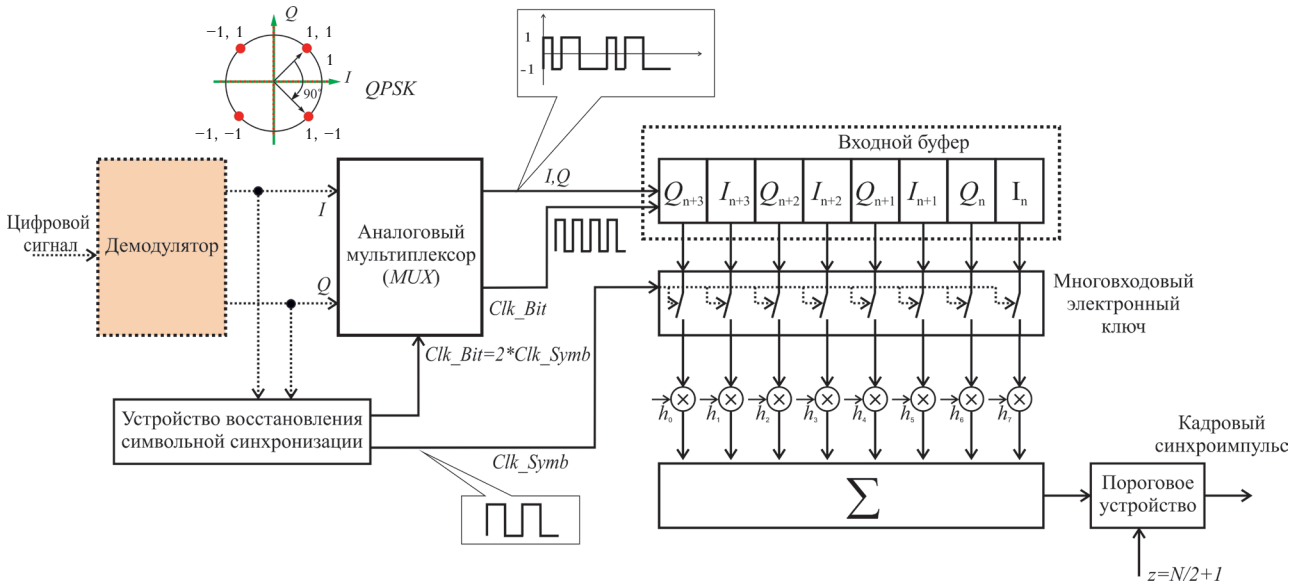 Q
−1, 1
1, 1
1
I
90°
QPSK
−1, −1
1, −1
1
-1
Входной буфер
Цифровой
сигнал
Демодулятор
I
Q
Аналоговый
мультиплексор
(MUX)
I,Q
Clk_Bit
Qn+3 In+3 Qn+2 In+2 Qn+1 In+1 Qn In
Многовходовый
электронный
ключ
Clk_Bit=2*Clk_Symb
Устройство восстановления
символьной синхронизации
Clk_Symb
h0 h1 h2 h3 h4 h5 h6 h7
Σ
Кадровый
синхроимпульс
Пороговое
устройство
z=N/2+1